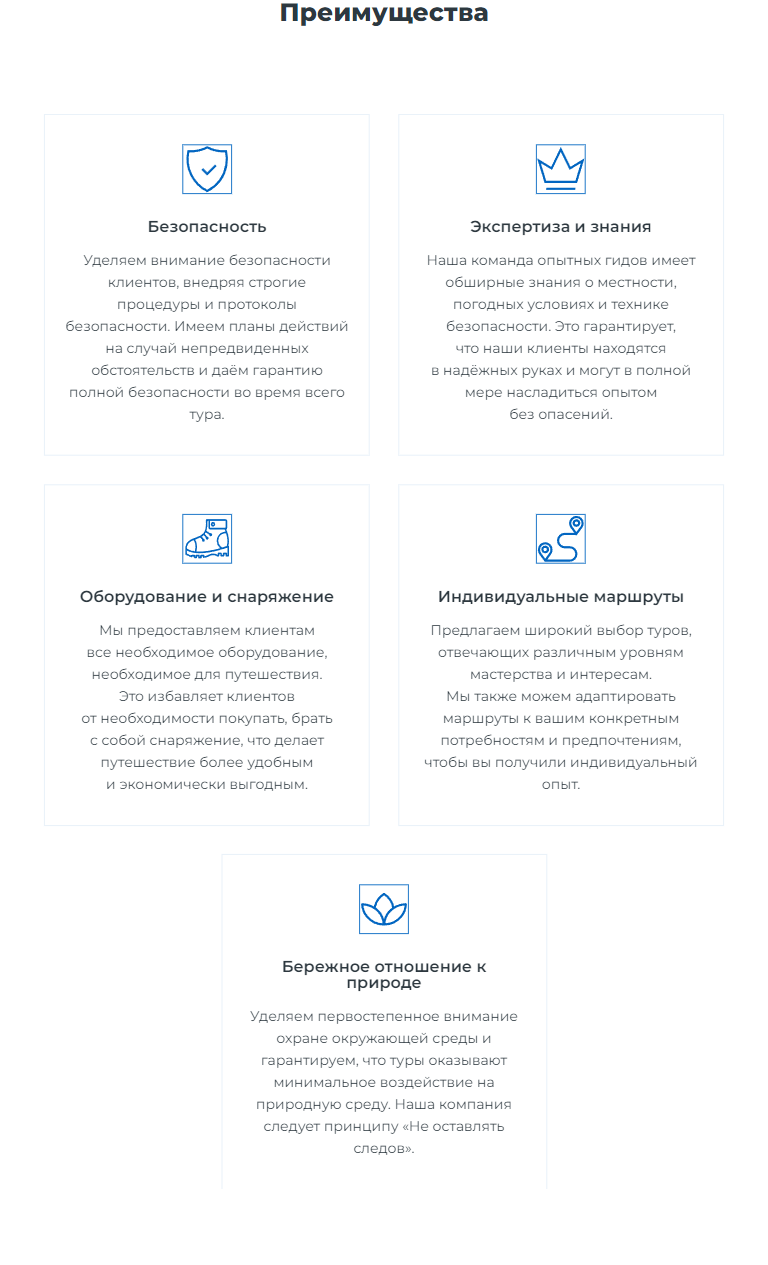 Преимущества
Безопасность
Уделяем внимание безопасности
клиентов, внедряя строгие
процедуры и протоколы
безопасности. Имеем планы действий
на случай непредвиденных
обстоятельств и даём гарантию
полной безопасности во время всего
тура.
Экспертиза и знания
Наша команда опытных гидов имеет
обширные знания о местности,
погодных условиях и технике
безопасности. Это гарантирует,
что наши клиенты находятся
в надёжных руках и могут в полной
мере насладиться опытом
без опасений.
Оборудование и снаряжение
Мы предоставляем клиентам
все необходимое оборудование,
необходимое для путешествия.
Это избавляет клиентов
от необходимости покупать, брать
с собой снаряжение, что делает
путешествие более удобным
и экономически выгодным.
Индивидуальные маршруты
Предлагаем широкий выбор туров,
отвечающих различным уровням
мастерства и интересам.
Мы также можем адаптировать
маршруты к вашим конкретным
потребностям и предпочтениям,
чтобы вы получили индивидуальный
опыт.
Бережное отношение к
природе
Уделяем первостепенное внимание
охране окружающей среды и
гарантируем, что туры оказывают
минимальное воздействие на
природную среду. Наша компания
следует принципу «Не оставлять
следов».